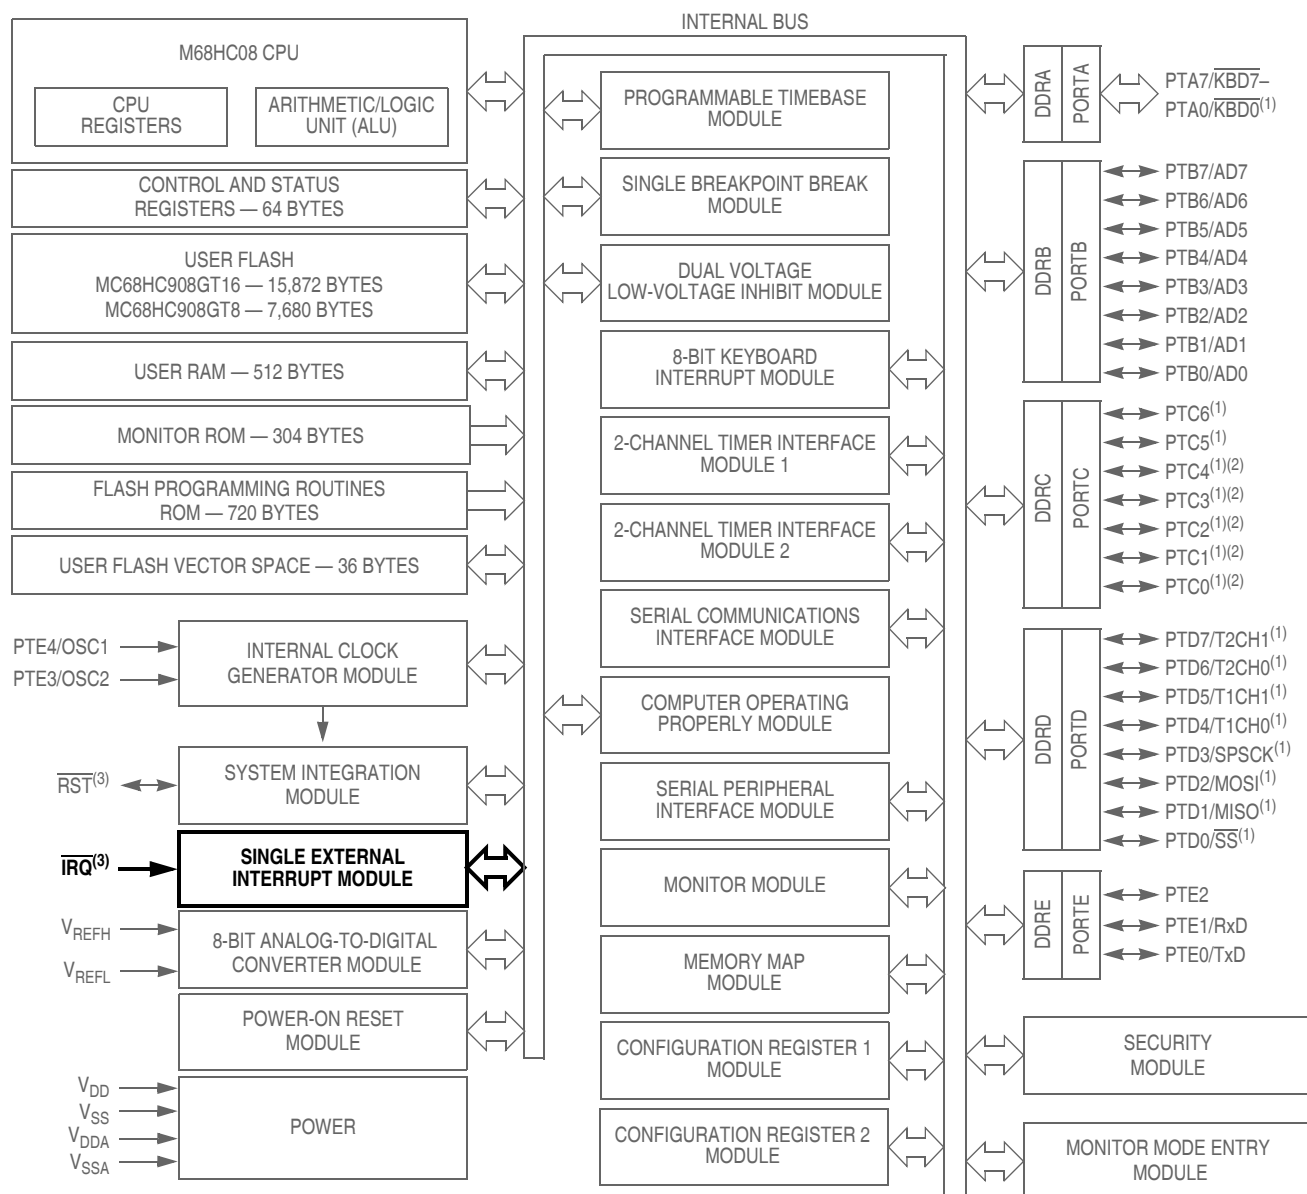 INTERNAL BUS
M68HC08 CPU
CPU
REGISTERS
ARITHMETIC/LOGIC
UNIT (ALU)
CONTROL AND STATUS
REGISTERS — 64 BYTES
USER FLASH
MC68HC908GT16 — 15,872 BYTES
MC68HC908GT8 — 7,680 BYTES
USER RAM — 512 BYTES
MONITOR ROM — 304 BYTES
FLASH PROGRAMMING ROUTINES
ROM — 720 BYTES
USER FLASH VECTOR SPACE — 36 BYTES
PTE4/OSC1
PTE3/OSC2
INTERNAL CLOCK
GENERATOR MODULE
R̅S̅T̅(3)
SYSTEM INTEGRATION
MODULE
I̅R̅Q̅(3)
SINGLE EXTERNAL
INTERRUPT MODULE
VREFH
VREFL
8-BIT ANALOG-TO-DIGITAL
CONVERTER MODULE
POWER-ON RESET
MODULE
VDD
VSS
VDDA
VSSA
POWER
PROGRAMMABLE TIMEBASE
MODULE
SINGLE BREAKPOINT BREAK
MODULE
DUAL VOLTAGE
LOW-VOLTAGE INHIBIT MODULE
8-BIT KEYBOARD
INTERRUPT MODULE
2-CHANNEL TIMER INTERFACE
MODULE 1
2-CHANNEL TIMER INTERFACE
MODULE 2
SERIAL COMMUNICATIONS
INTERFACE MODULE
COMPUTER OPERATING
PROPERLY MODULE
SERIAL PERIPHERAL
INTERFACE MODULE
MONITOR MODULE
MEMORY MAP
MODULE
CONFIGURATION REGISTER 1
MODULE
CONFIGURATION REGISTER 2
MODULE
DDRA
PORTA
PTA7/K̅B̅D̅7̅–
PTA0/K̅B̅D̅0̅(1)
DDRB
PORTB
PTB7/AD7
PTB6/AD6
PTB5/AD5
PTB4/AD4
PTB3/AD3
PTB2/AD2
PTB1/AD1
PTB0/AD0
DDRC
PORTC
PTC6(1)
PTC5(1)
PTC4(1)(2)
PTC3(1)(2)
PTC2(1)(2)
PTC1(1)(2)
PTC0(1)(2)
DDRD
PORTD
PTD7/T2CH1(1)
PTD6/T2CH0(1)
PTD5/T1CH1(1)
PTD4/T1CH0(1)
PTD3/SPSCK(1)
PTD2/MOSI(1)
PTD1/MISO(1)
PTD0/S̅S̅(1)
DDRE
PORTE
PTE2
PTE1/RxD
PTE0/TxD
SECURITY
MODULE
MONITOR MODE ENTRY
MODULE